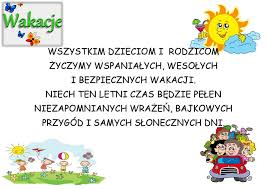 Wakacje
WSZYSTKIM DZIECIOM I RODZICOM
ŻYCZYMY WSPANIAŁYCH, WESOŁYCH
I BEZPIECZNYCH WAKACJI.
NIECH TEN LETNI CZAS BĘDZIE PEŁEN
NIEZAPOMNIANYCH WRAŻEŃ, BAJKOWYCH
PRZYGÓD I SAMYCH SŁONECZNYCH DNI